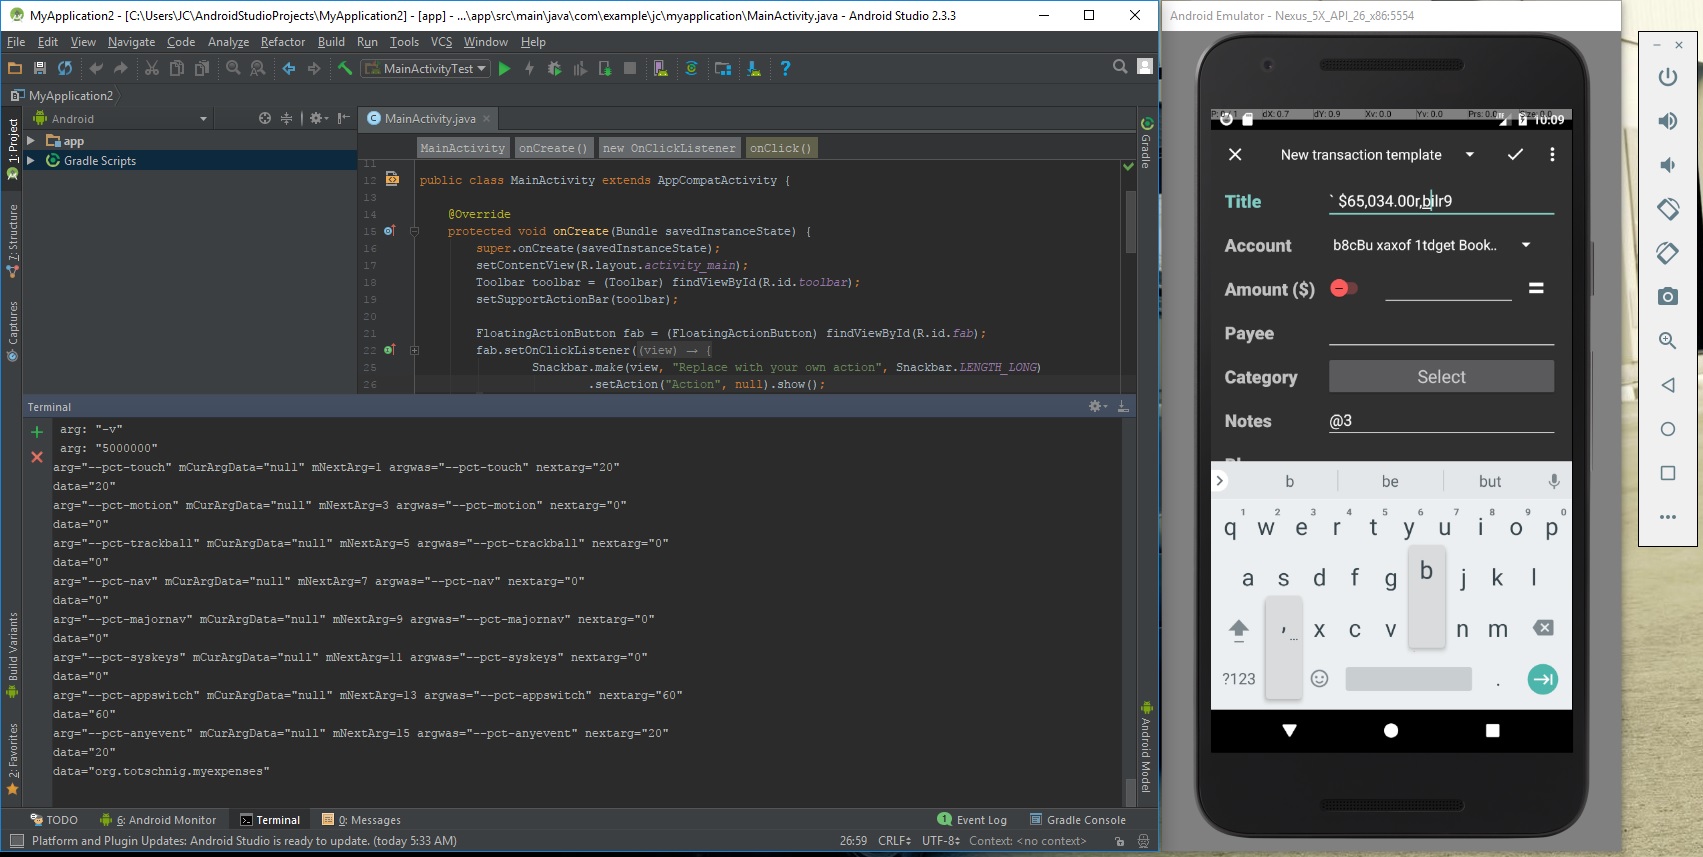 MyApplication2 - [C:\Users\JC\AndroidStudioProjects\MyApplication2] - [app] - ...\app\src\main\java\com\example\jc\myapplication\MainActivity.java - Android Studio 2.3.3
File Edit View Navigate Code Analyze Refactor Build Run Tools VCS Window Help
MainActivityTest
MyApplication2
Android
MainActivity.java
app
Gradle Scripts
MainActivity onCreate() new OnClickListener onClick()
11
12 public class MainActivity extends AppCompatActivity {
13
14 @Override
15 protected void onCreate(Bundle savedInstanceState) {
16 super.onCreate(savedInstanceState);
17 setContentView(R.layout.activity_main);
18 Toolbar toolbar = (Toolbar) findViewById(R.id.toolbar);
19 setSupportActionBar(toolbar);
20
21 FloatingActionButton fab = (FloatingActionButton) findViewById(R.id.fab);
22 fab.setOnClickListener((view) → {
25 Snackbar.make(view, "Replace with your own action", Snackbar.LENGTH_LONG)
26 .setAction("Action", null).show();
1: Project
7: Structure
Captures
Build Variants
2: Favorites
Gradle
Android Model
Terminal
arg: "-v"
arg: "5000000"
arg="--pct-touch" mCurArgData="null" mNextArg=1 argwas="--pct-touch" nextarg="20"
data="20"
arg="--pct-motion" mCurArgData="null" mNextArg=3 argwas="--pct-motion" nextarg="0"
data="0"
arg="--pct-trackball" mCurArgData="null" mNextArg=5 argwas="--pct-trackball" nextarg="0"
data="0"
arg="--pct-nav" mCurArgData="null" mNextArg=7 argwas="--pct-nav" nextarg="0"
data="0"
arg="--pct-majornav" mCurArgData="null" mNextArg=9 argwas="--pct-majornav" nextarg="0"
data="0"
arg="--pct-syskeys" mCurArgData="null" mNextArg=11 argwas="--pct-syskeys" nextarg="0"
data="0"
arg="--pct-appswitch" mCurArgData="null" mNextArg=13 argwas="--pct-appswitch" nextarg="60"
data="60"
arg="--pct-anyevent" mCurArgData="null" mNextArg=15 argwas="--pct-anyevent" nextarg="20"
data="20"
data="org.totschnig.myexpenses"
TODO 6: Android Monitor Terminal 0: Messages 1 Event Log Gradle Console
Platform and Plugin Updates: Android Studio is ready to update. (today 5:33 AM) 26:59 CRLF UTF-8 Context: <no context>
Android Emulator - Nexus_5X_API_26_x86:5554
dX: 0.7 dY: 0.9 Xv: 0.0 Yv: 0.0 Prs: 0.0 Size: 0.0
10:09
New transaction template
Title ` $65,034.00r,bilr9
Account b8cBu xaxof 1tdget Book..
Amount ($) =
Payee
Category Select
Notes @3
b be but
1 2 3 4 5 6 7 8 9 0
q w e r t y u i o p
a s d f g b j k l
, ... x c v n m
?123 .